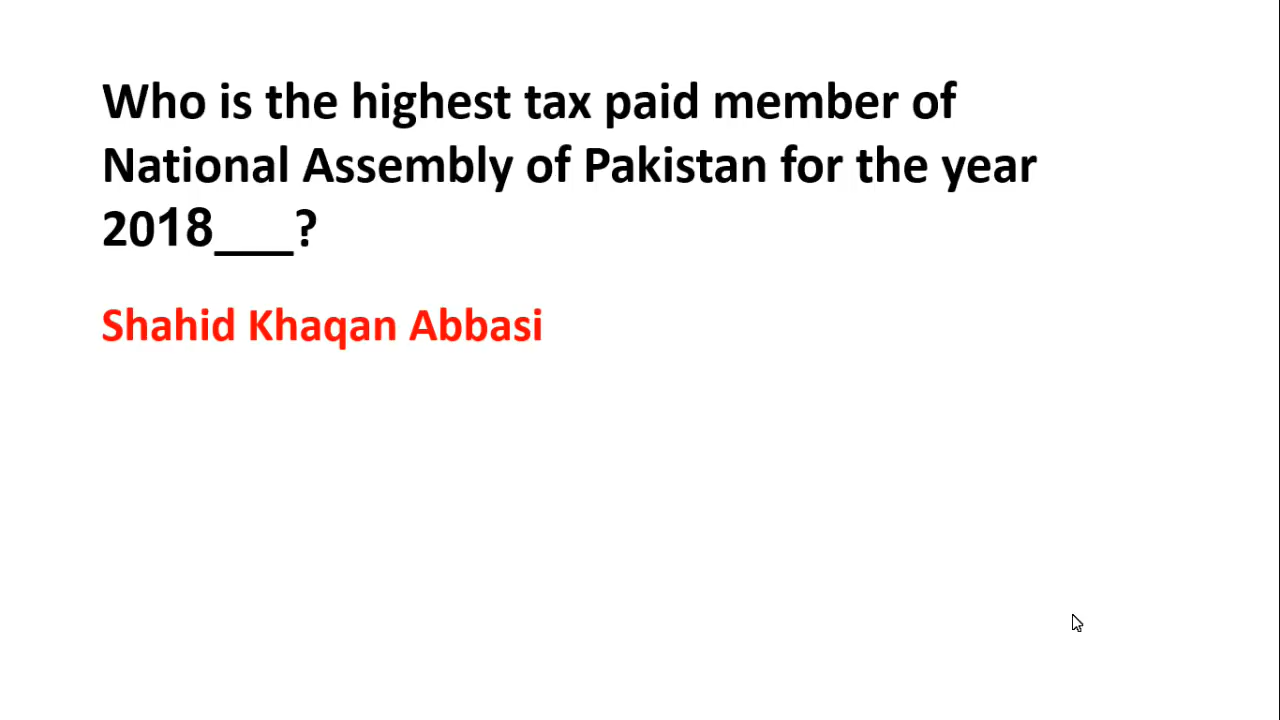 Who is the highest tax paid member of
National Assembly of Pakistan for the year
2018___?
Shahid Khaqan Abbasi